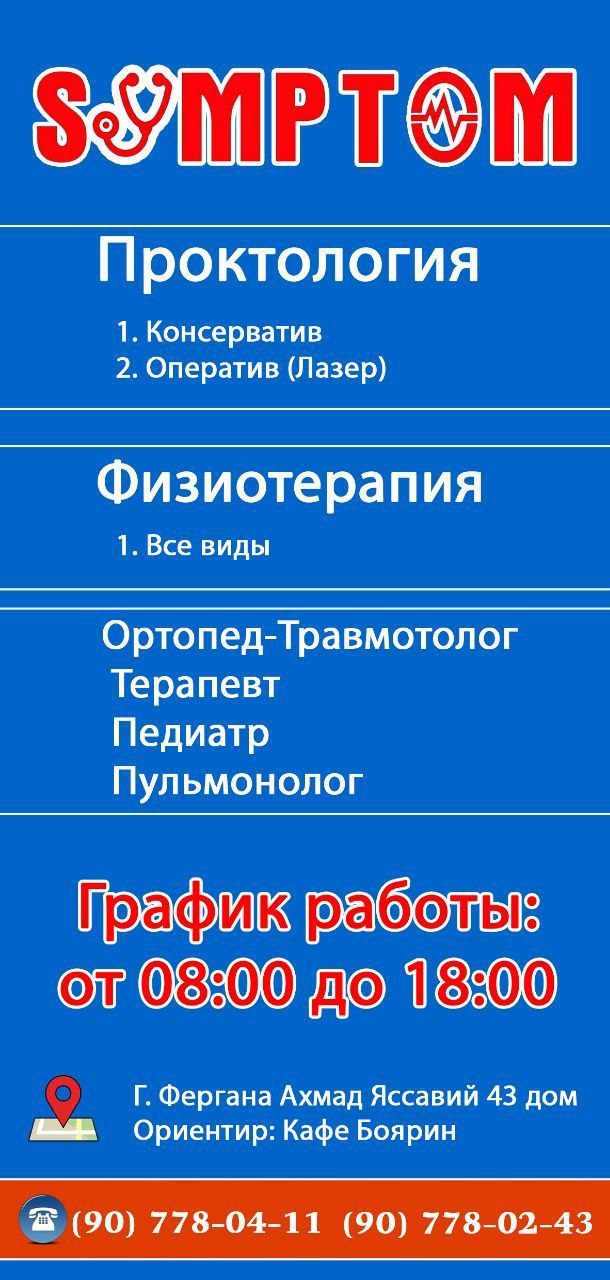 SYMPTOM
Проктология
1. Консерватив
2. Оператив (Лазер)
Физиотерапия
1. Все виды
Ортопед-Травмотолог
Терапевт
Педиатр
Пульмонолог
График работы:
от 08:00 до 18:00
Г. Фергана Ахмад Яссавий 43 дом
Ориентир: Кафе Боярин
(90) 778-04-11 (90) 778-02-43